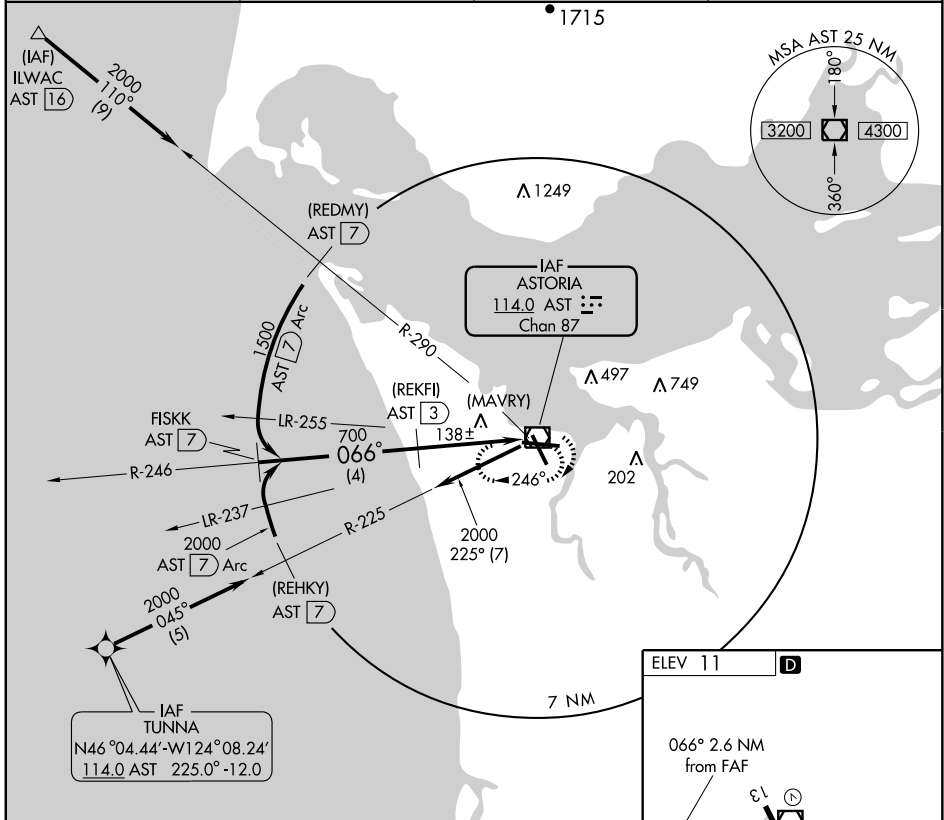 1715
(IAF)
ILWAC
AST 16
2000
110°
(9)
MSA AST 25 NM
180°
3200
4300
360°
1249
(REDMY)
AST 7
IAF
ASTORIA
114.0 AST
Chan 87
R-290
1500
AST 7 Arc
497
749
(REKFI)
AST 3
(MAVRY)
FISKK
AST 7
LR-255
138±
700
066°
(4)
R-246
246°
202
LR-237
R-225
2000
AST 7 Arc
2000
225° (7)
2000
045°
(5)
(REHKY)
AST 7
7 NM
IAF
TUNNA
N46°04.44'-W124°08.24'
114.0 AST 225.0°-12.0
ELEV 11 D
066° 2.6 NM
from FAF
13
V